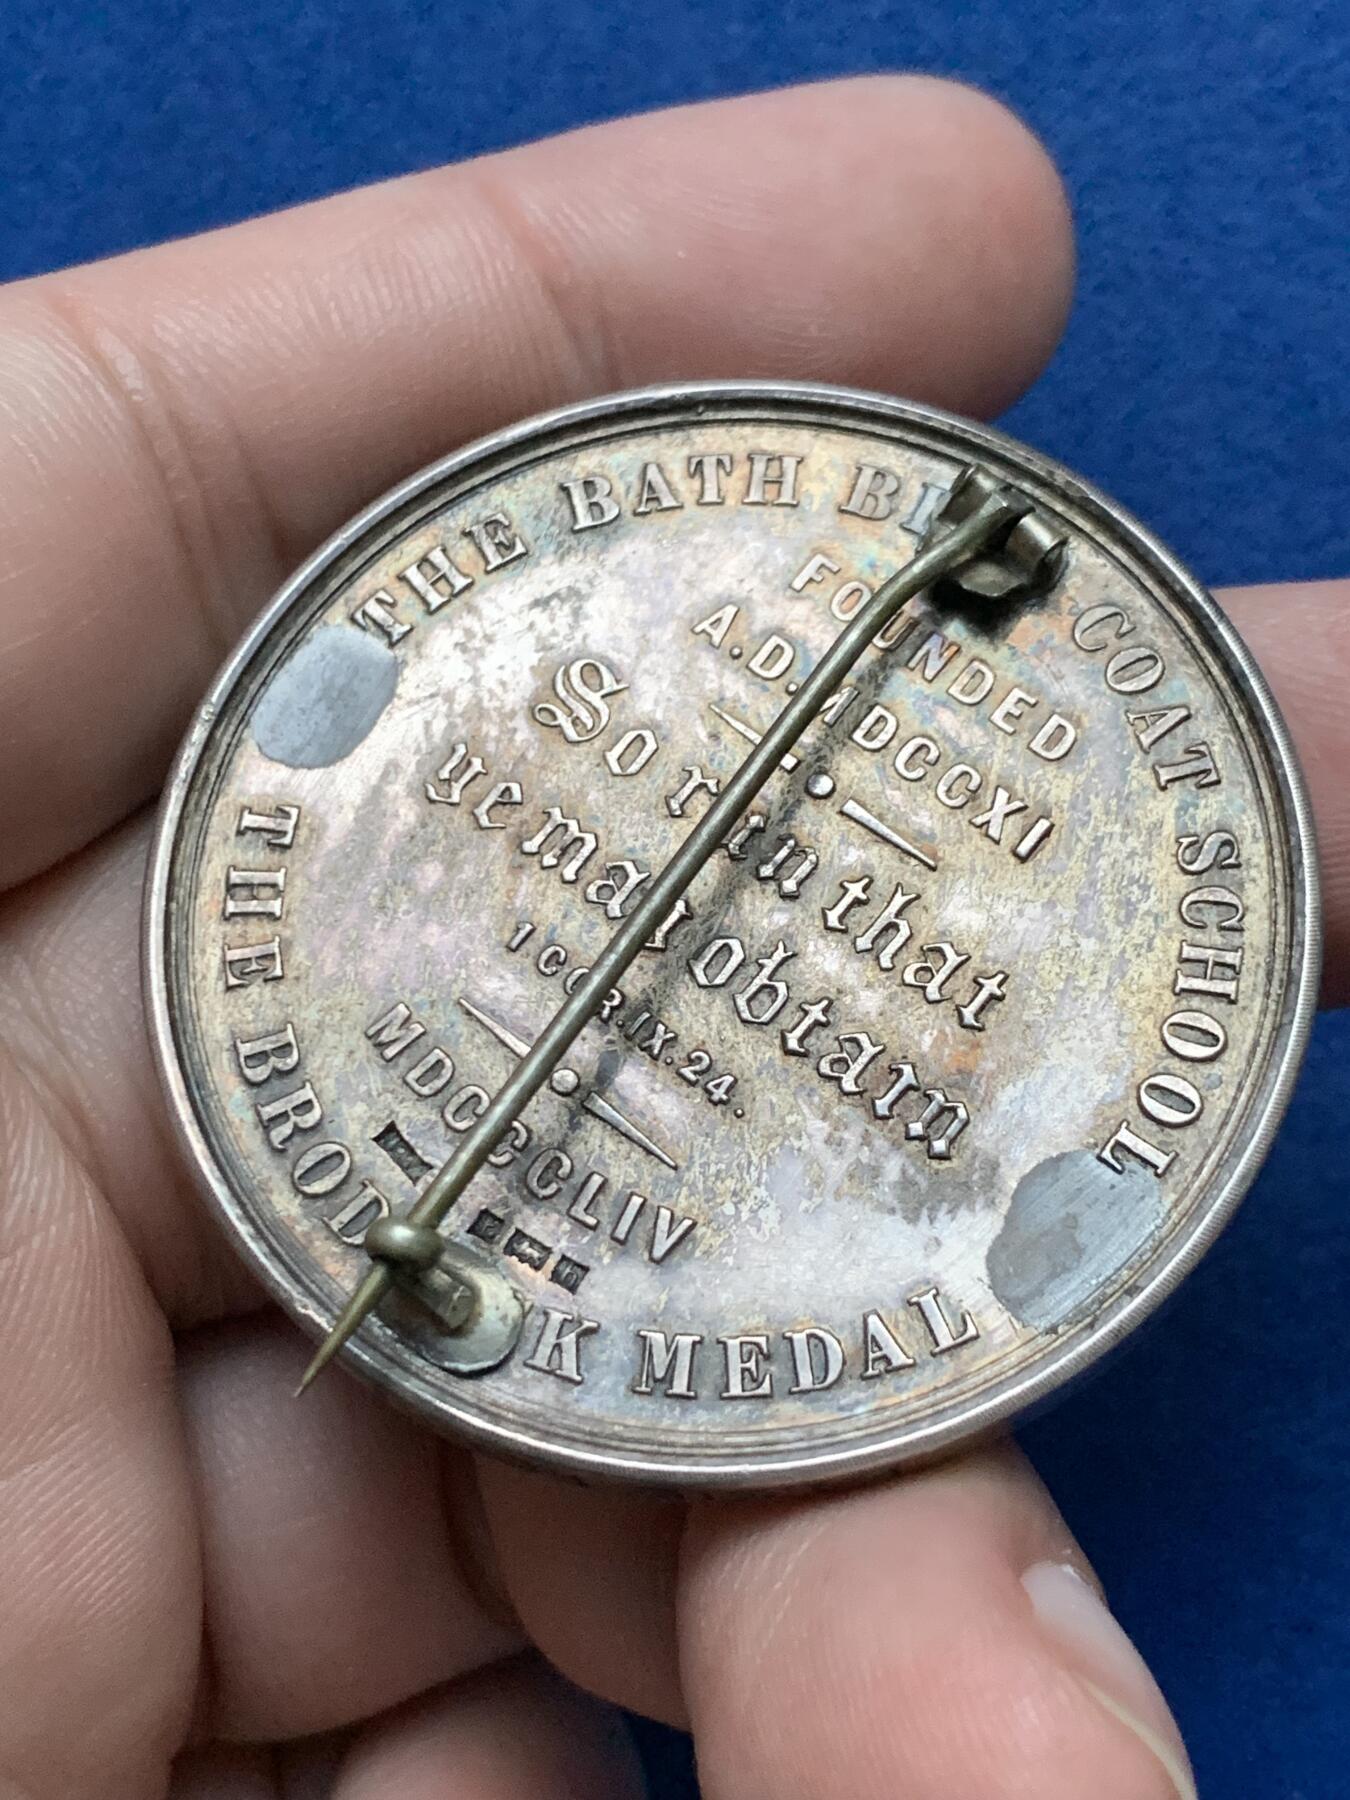 THE BATH BL COAT SCHOOL
FOUNDED
A.D. MDCCXI
So run that
ye may obtain
1 COR. IX. 24.
MDCCCLIV
THE BROD K MEDAL